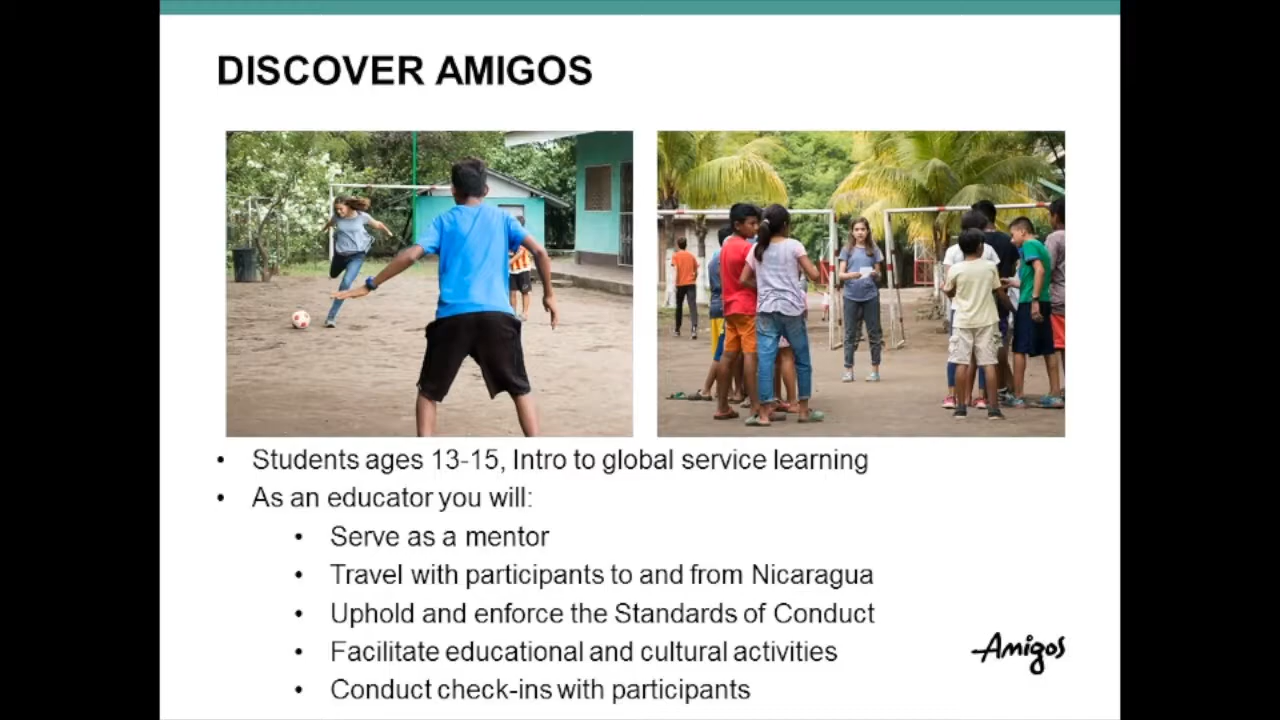 DISCOVER AMIGOS
• Students ages 13-15, Intro to global service learning
• As an educator you will:
• Serve as a mentor
• Travel with participants to and from Nicaragua
• Uphold and enforce the Standards of Conduct
• Facilitate educational and cultural activities
• Conduct check-ins with participants
Amigos